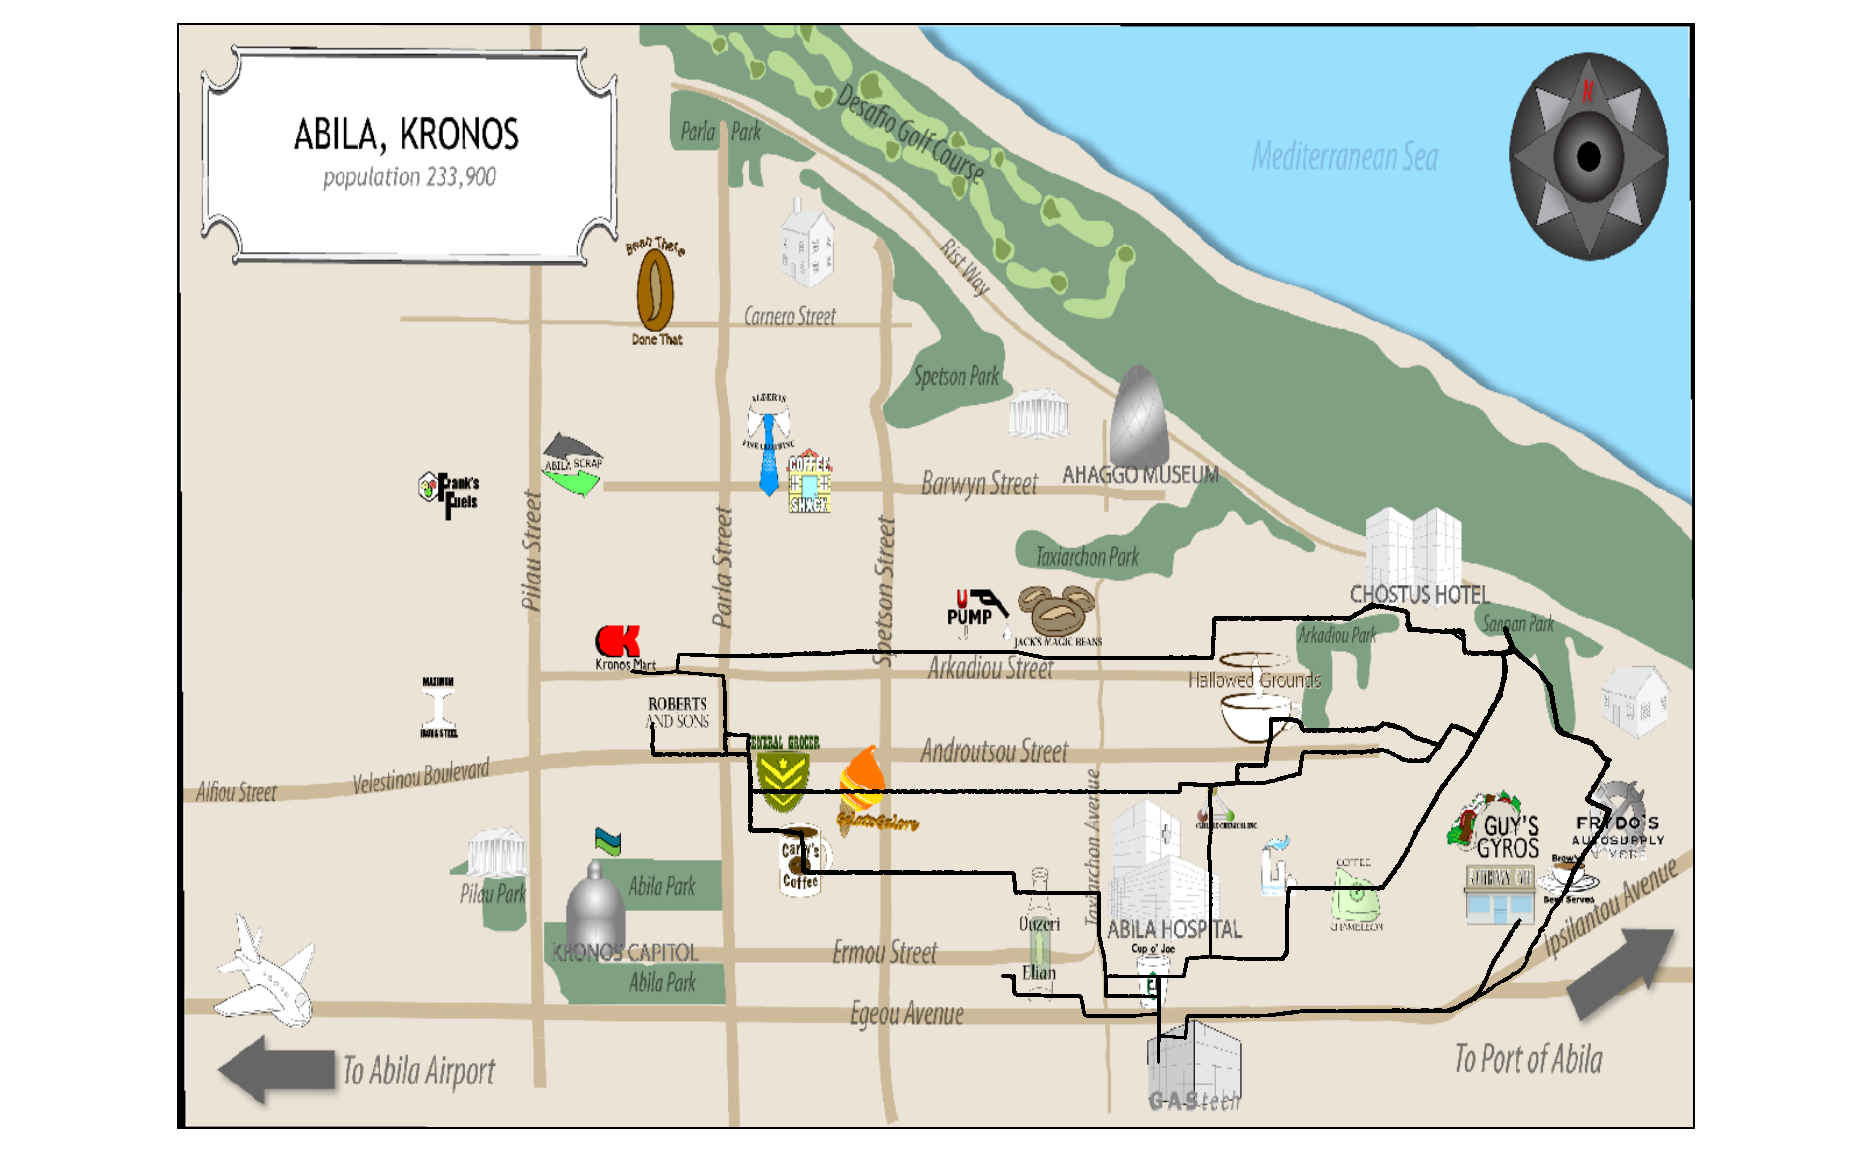 ABILA, KRONOS
population 233,900
N
Mediterranean Sea
Desafio Golf Course
Parla Park
Rist Way
Bean There
Done That
Carnero Street
Spetson Park
ALBERTS
FINE CLOTHING
COFFEE
SHACK
ABILA SCRAP
Frank's
Fuels
Barwyn Street
AHAGGO MUSEUM
Pilau Street
Parla Street
Spetson Street
Taxiarchon Park
CHOSTUS HOTEL
U
PUMP
JACK'S MAGIC BEANS
Sannan Park
Arkadiou Park
Kronos Mart
Arkadiou Street
Hallowed Grounds
MAXIMUM
IRON & STEEL
ROBERTS
AND SONS
GENERAL GROCER
Androutsou Street
Velestinou Boulevard
Aifiou Street
Gelato Galore
Taxiarchon Avenue
GUY'S
GYROS
FRYDO'S
AUTOSUPPLY
N' MORE
Carly's
Coffee
Pilau Park
Abila Park
COFFEE
CHAMELEON
Brew've
Been Served
Ouzeri
Elian
ABILA HOSPITAL
Cup o' Joe
KRONOS CAPITOL
Ermou Street
Ipsilantou Avenue
Abila Park
Egeou Avenue
To Abila Airport
To Port of Abila
GAStech